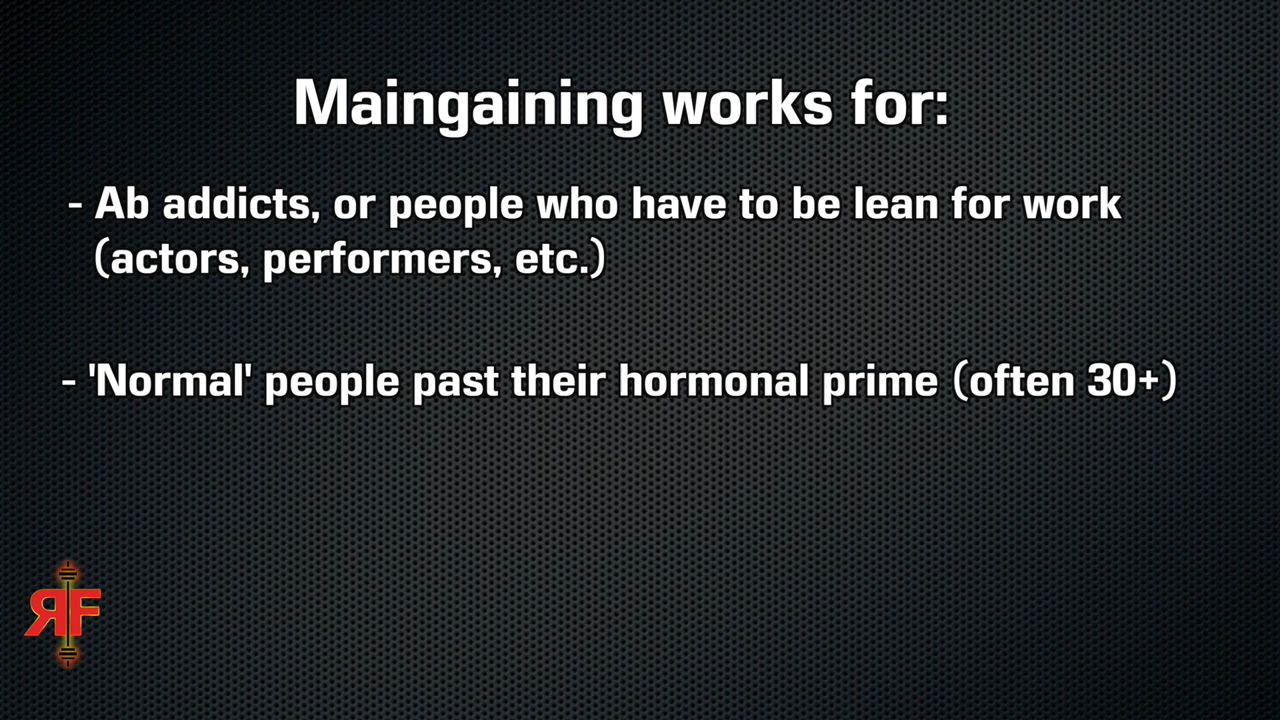 Maingaining works for:
- Ab addicts, or people who have to be lean for work
(actors, performers, etc.)
- 'Normal' people past their hormonal prime (often 30+)
ЯF